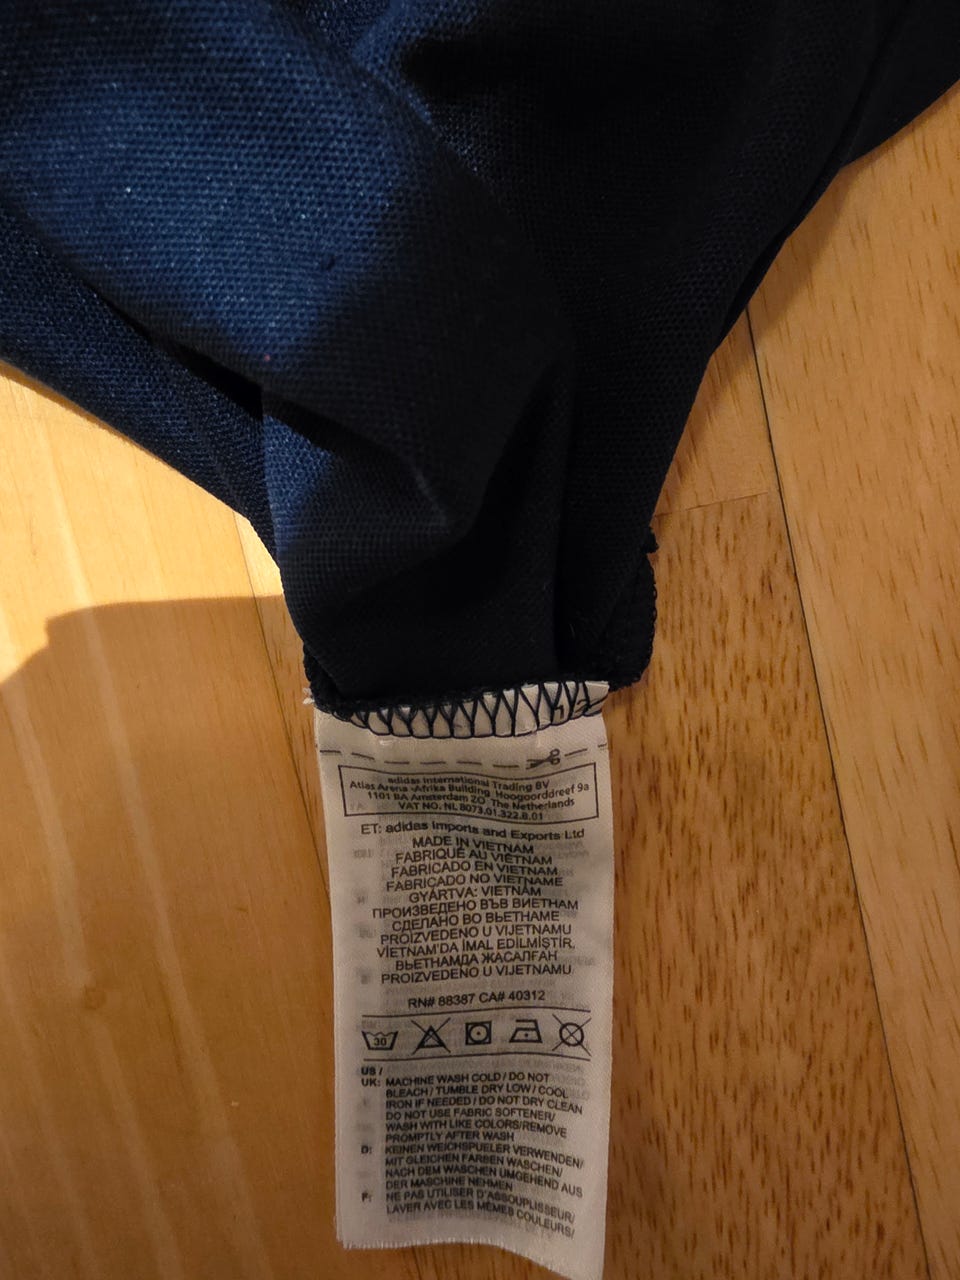 adidas International Trading BV
Atlas Arena -Afrika Building Hoogoorddreef 9a
1101 BA Amsterdam ZO The Netherlands
VAT NO. NL 8073.01.322.B.01
ET: adidas Imports and Exports Ltd
MADE IN VIETNAM
FABRIQUÉ AU VIETNAM
FABRICADO EN VIETNAM
FABRICADO NO VIETNAME
GYÁRTVA: VIETNÁM
ПРОИЗВЕДЕНО ВЪВ ВИЕТНАМ
СДЕЛАНО ВО ВЬЕТНАМЕ
PROIZVEDENO U VIJETNAMU
VİETNAM'DA İMAL EDİLMİŞTİR.
ВЬЕТНАМДА ЖАСАЛҒАН
PROIZVEDENO U VIJETNAMU
RN# 88387 CA# 40312
30
US /
UK: MACHINE WASH COLD / DO NOT
BLEACH / TUMBLE DRY LOW / COOL
IRON IF NEEDED / DO NOT DRY CLEAN
DO NOT USE FABRIC SOFTENER/
WASH WITH LIKE COLORS/REMOVE
PROMPTLY AFTER WASH
D: KEINEN WEICHSPUELER VERWENDEN/
MIT GLEICHEN FARBEN WASCHEN/
NACH DEM WASCHEN UMGEHEND AUS
DER MASCHINE NEHMEN
F: NE PAS UTILISER D'ASSOUPLISSEUR/
LAVER AVEC LES MÊMES COULEURS/